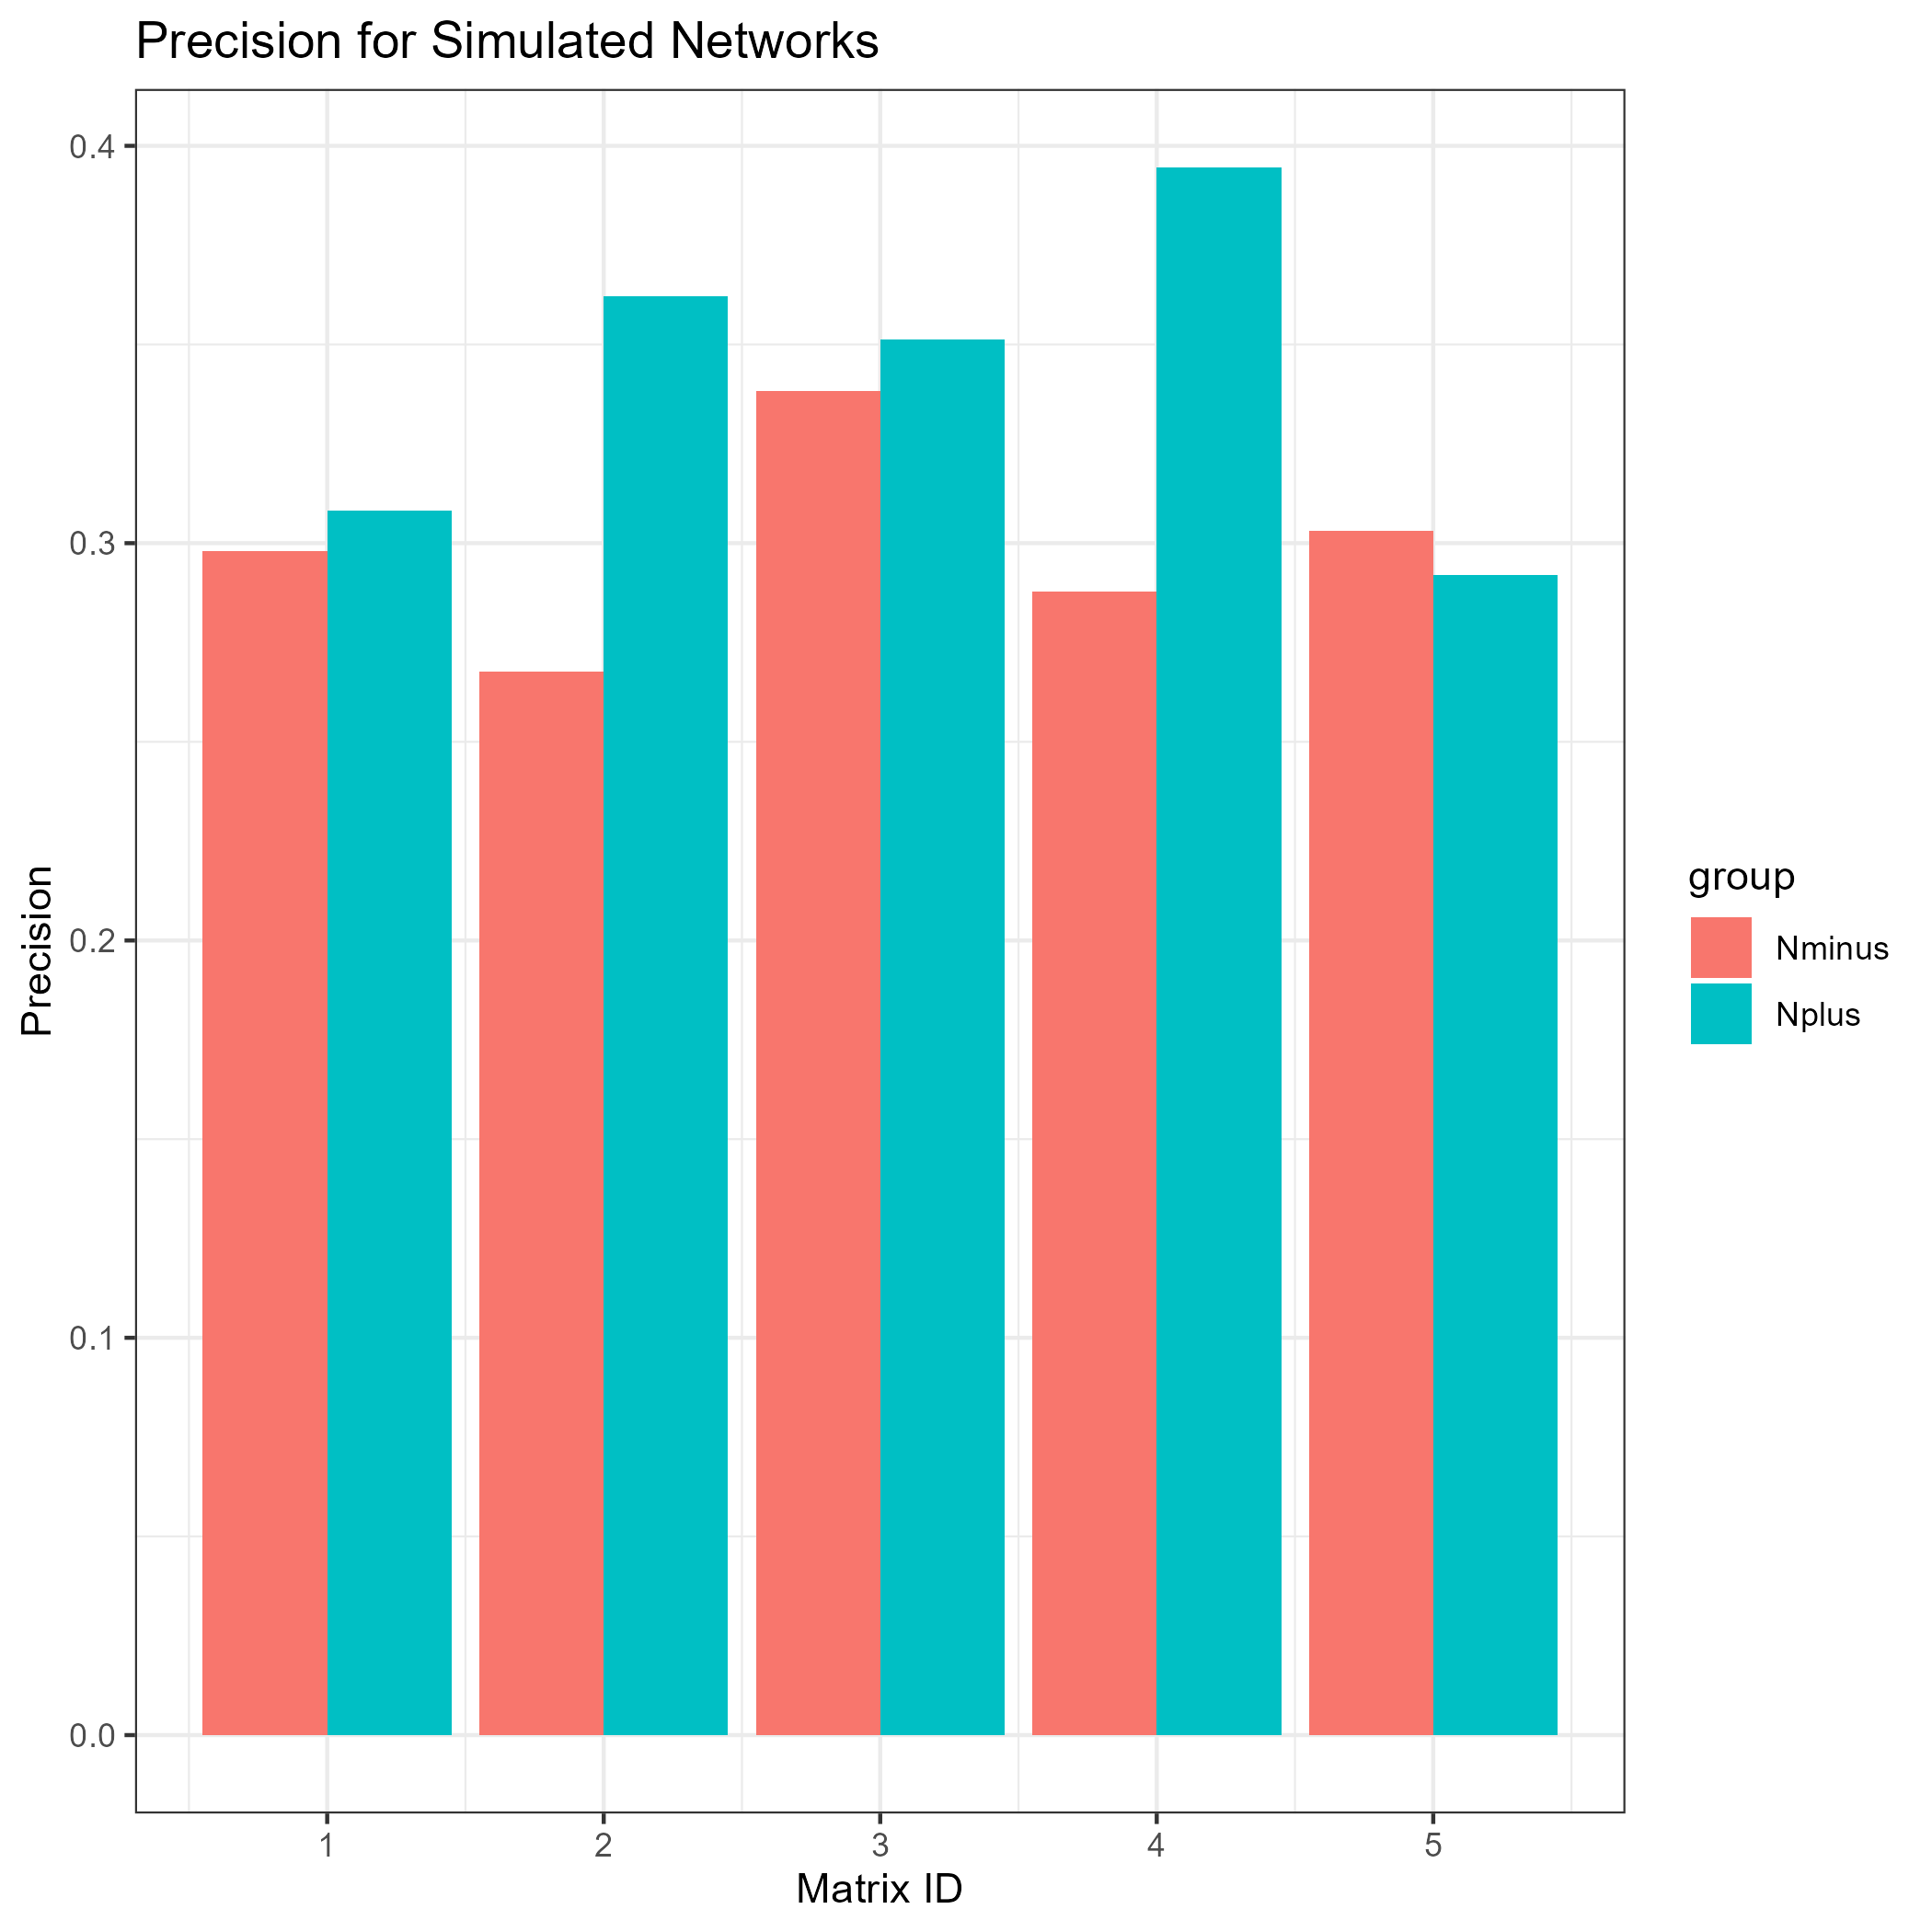 Precision for Simulated Networks
Precision
0.4
0.3
0.2
0.1
0.0
1 2 3 4 5
Matrix ID
group
Nminus
Nplus